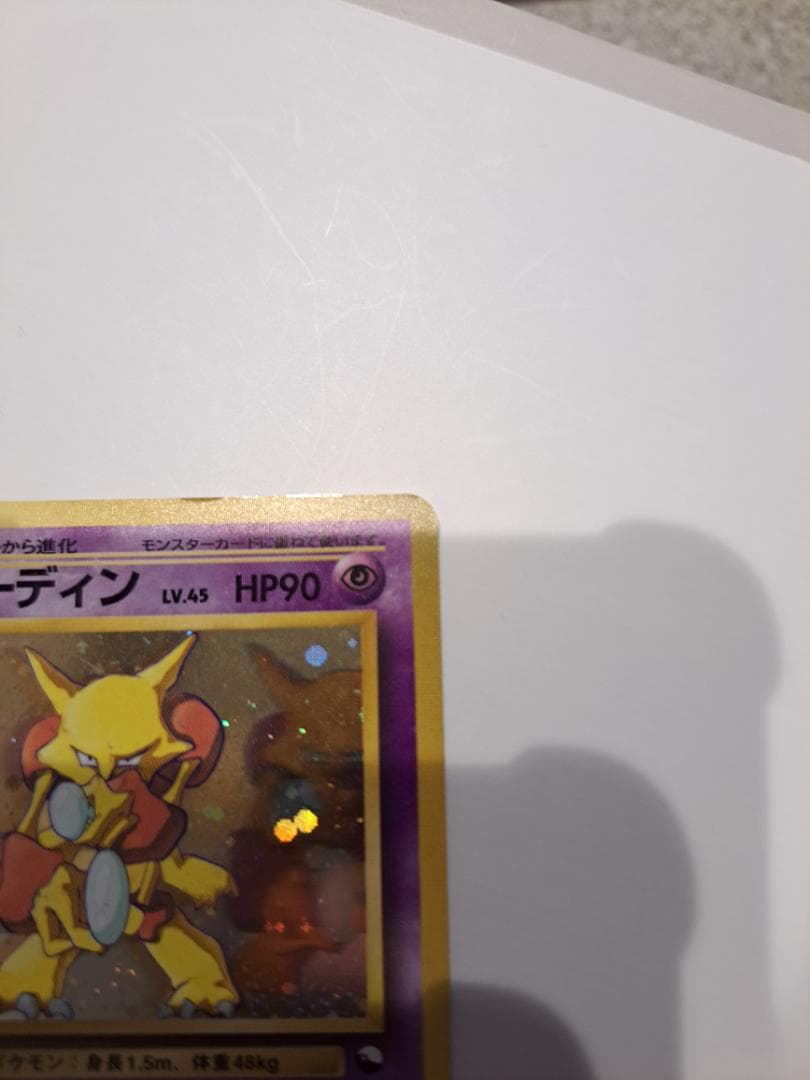 から進化 モンスターカードに重ねて使います
ーディン LV.45 HP90
ポケモン：身長1.5m、体重48kg